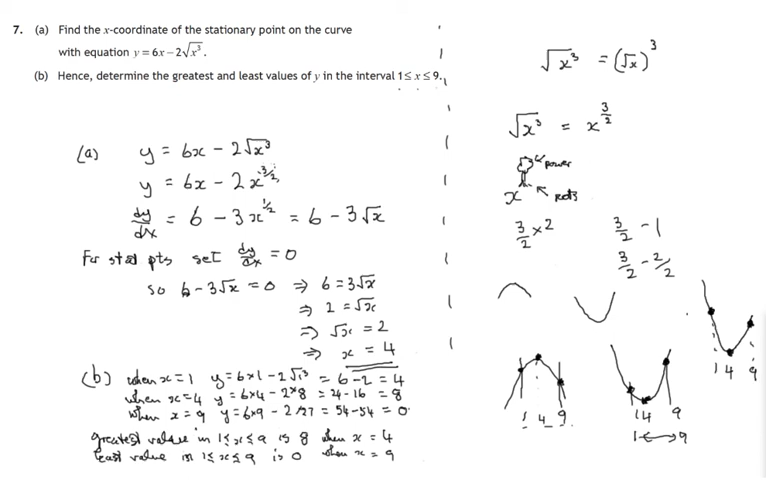 7. (a) Find the x-coordinate of the stationary point on the curve
with equation y = 6x – 2√x³.
(b) Hence, determine the greatest and least values of y in the interval 1 ≤ x ≤ 9.
(a) y = 6x - 2√x³
y = 6x - 2x^3/2
dy/dx = 6 - 3x^1/2 = 6 - 3√x
For stat pts set dy/dx = 0
so 6 - 3√x = 0 ⇒ 6 = 3√x
⇒ 2 = √x
⇒ √x = 2
⇒ x = 4
(b) when x = 1 y = 6×1 - 2√1³ = 6-2 = 4
when x = 4 y = 6×4 - 2*8 = 24 - 16 = 8
when x = 9 y = 6×9 - 2*27 = 54-54 = 0
greatest value in 1 ≤ x ≤ 9 is 8 when x = 4
least value in 1 ≤ x ≤ 9 is 0 when x = 9
√x³ = (√x)³
√x³ = x^3/2
power
x roots
3/2 × 2
3/2 - 1
3/2 - 2/2
1 4 9
1 4 9
1 4 9
1 ↔ 9